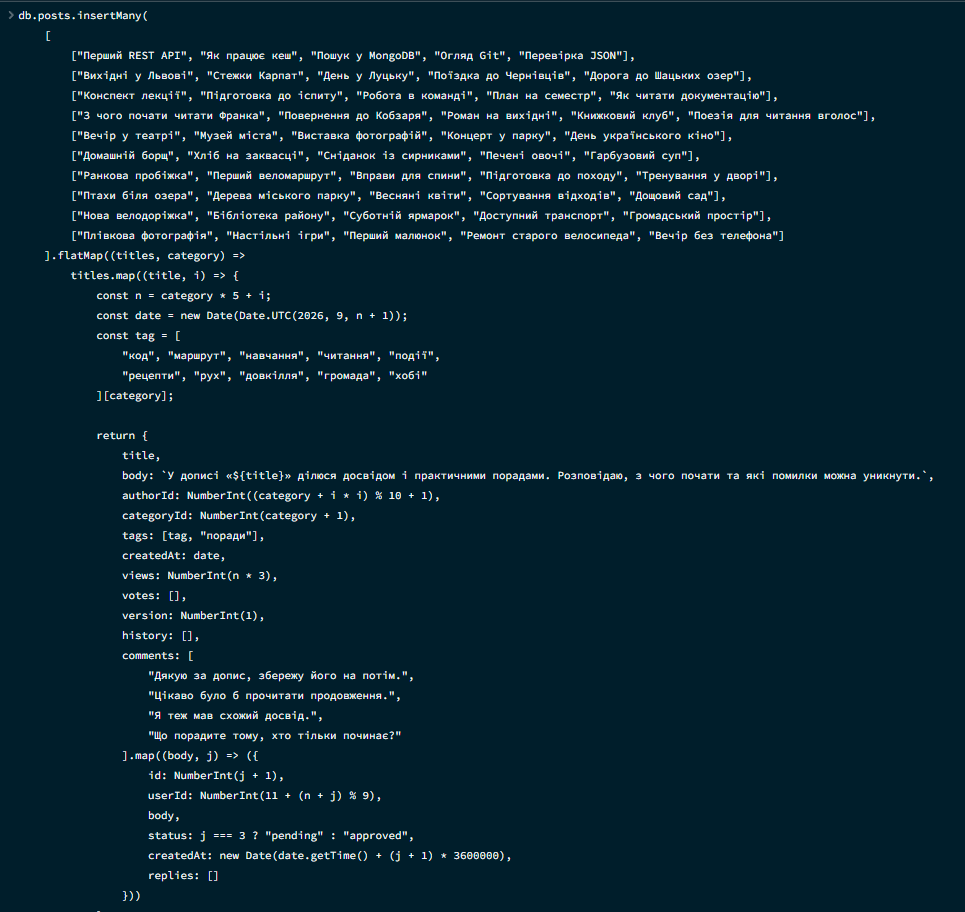 > db.posts.insertMany(
[
["Перший REST API", "Як працює кеш", "Пошук у MongoDB", "Огляд Git", "Перевірка JSON"],
["Вихідні у Львові", "Стежки Карпат", "День у Луцьку", "Поїздка до Чернівців", "Дорога до Шацьких озер"],
["Конспект лекції", "Підготовка до іспиту", "Робота в команді", "План на семестр", "Як читати документацію"],
["З чого почати читати Франка", "Повернення до Кобзаря", "Роман на вихідні", "Книжковий клуб", "Поезія для читання вголос"],
["Вечір у театрі", "Музей міста", "Виставка фотографій", "Концерт у парку", "День українського кіно"],
["Домашній борщ", "Хліб на заквасці", "Сніданок із сирниками", "Печені овочі", "Гарбузовий суп"],
["Ранкова пробіжка", "Перший веломаршрут", "Вправи для спини", "Підготовка до походу", "Тренування у дворі"],
["Птахи біля озера", "Дерева міського парку", "Весняні квіти", "Сортування відходів", "Дощовий сад"],
["Нова велодоріжка", "Бібліотека району", "Суботній ярмарок", "Доступний транспорт", "Громадський простір"],
["Плівкова фотографія", "Настільні ігри", "Перший малюнок", "Ремонт старого велосипеда", "Вечір без телефона"]
].flatMap((titles, category) =>
titles.map((title, i) => {
const n = category * 5 + i;
const date = new Date(Date.UTC(2026, 9, n + 1));
const tag = [
"код", "маршрут", "навчання", "читання", "події",
"рецепти", "рух", "довкілля", "громада", "хобі"
][category];
return {
title,
body: `У дописі «${title}» ділюся досвідом і практичними порадами. Розповідаю, з чого почати та які помилки можна уникнути.`,
authorId: NumberInt((category + i * i) % 10 + 1),
categoryId: NumberInt(category + 1),
tags: [tag, "поради"],
createdAt: date,
views: NumberInt(n * 3),
votes: [],
version: NumberInt(1),
history: [],
comments: [
"Дякую за допис, збережу його на потім.",
"Цікаво було б прочитати продовження.",
"Я теж мав схожий досвід.",
"Що порадите тому, хто тільки починає?"
].map((body, j) => ({
id: NumberInt(j + 1),
userId: NumberInt(11 + (n + j) % 9),
body,
status: j === 3 ? "pending" : "approved",
createdAt: new Date(date.getTime() + (j + 1) * 3600000),
replies: []
}))